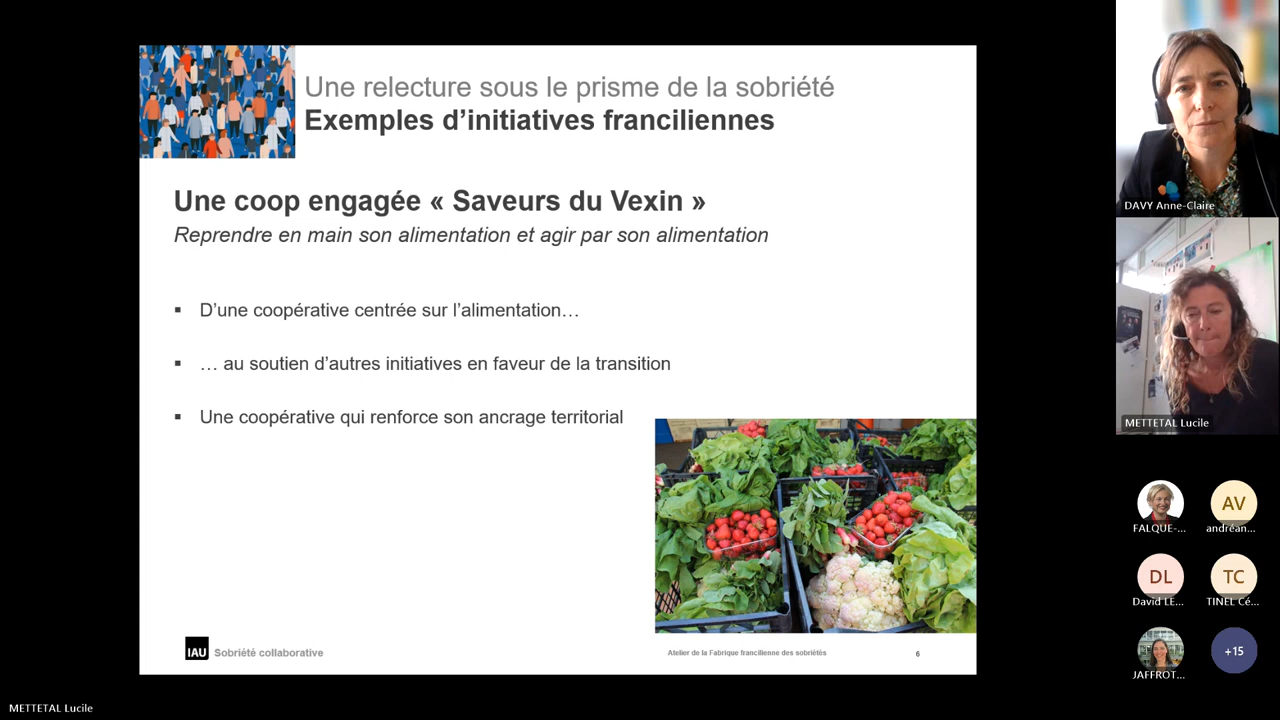 Une relecture sous le prisme de la sobriété
Exemples d’initiatives franciliennes
Une coop engagée « Saveurs du Vexin »
Reprendre en main son alimentation et agir par son alimentation
▪ D’une coopérative centrée sur l’alimentation…
▪ … au soutien d’autres initiatives en faveur de la transition
▪ Une coopérative qui renforce son ancrage territorial
IAU Sobriété collaborative
Atelier de la Fabrique francilienne des sobriétés
6
DAVY Anne-Claire
METTETAL Lucile
FALQUE-...
AV
andréan...
DL
David LE...
TC
TINEL Cé...
JAFFROT...
+15
METTETAL Lucile